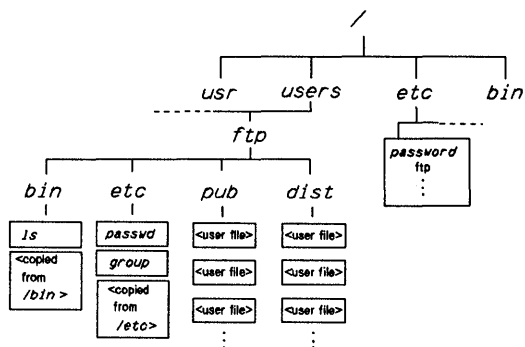 /
usr users etc bin
ftp
password
ftp
bin etc pub dist
ls
<copied
from
/bin>
passwd
group
<copied
from
/etc>
<user file>
<user file>
<user file>
<user file>
<user file>
<user file>